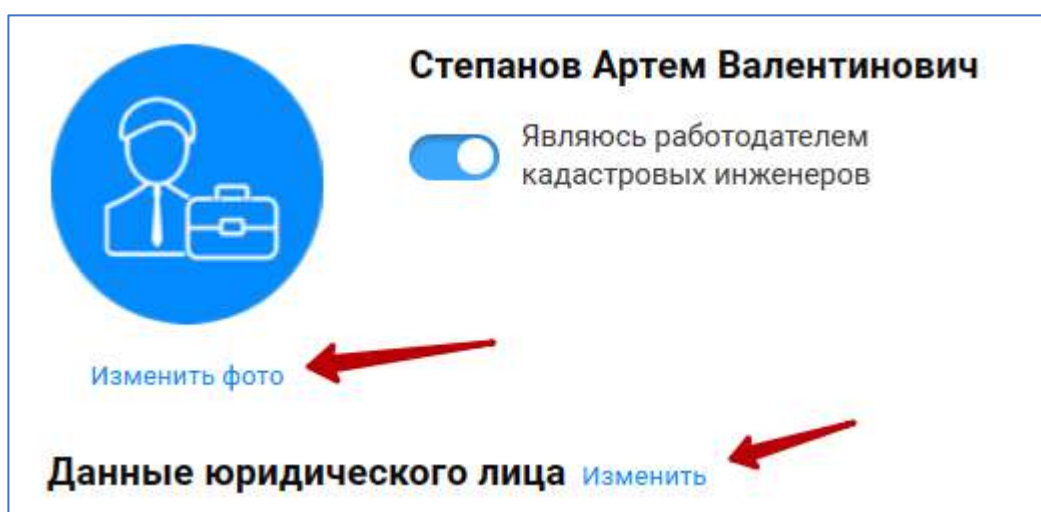 Степанов Артем Валентинович
Являюсь работодателем
кадастровых инженеров
Изменить фото
Данные юридического лица Изменить